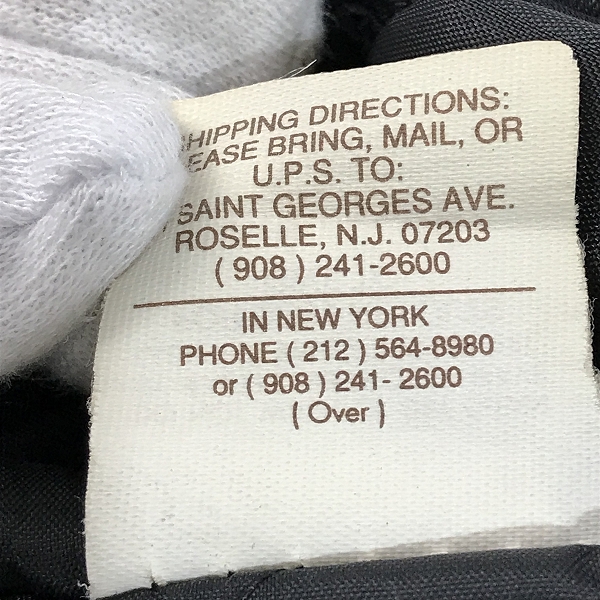 HIPPING DIRECTIONS:
EASE BRING, MAIL, OR
U.P.S. TO:
SAINT GEORGES AVE.
ROSELLE, N.J. 07203
( 908 ) 241-2600
IN NEW YORK
PHONE ( 212 ) 564-8980
or ( 908 ) 241- 2600
( Over )